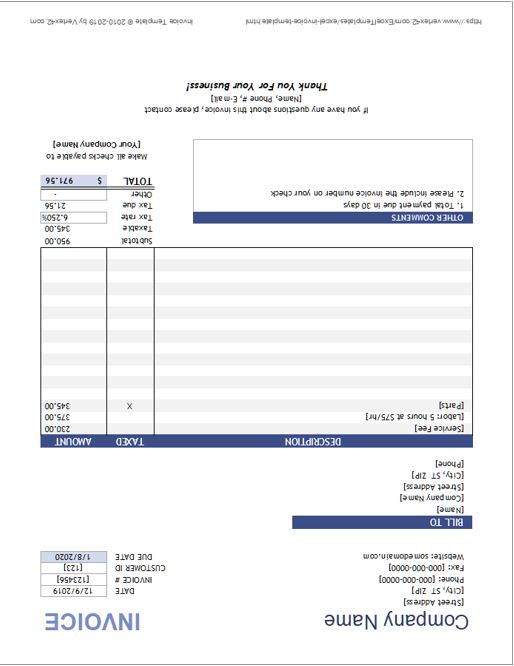 Company Name INVOICE
[Street Address]
[City, ST ZIP] DATE 12/9/2019
Phone: [000-000-0000] INVOICE # [123456]
Fax: [000-000-0000] CUSTOMER ID [123]
Website: somedomain.com DUE DATE 1/8/2020
BILL TO
[Name]
[Company Name]
[Street Address]
[City, ST ZIP]
[Phone]
DESCRIPTION TAXED AMOUNT
[Service Fee] 230.00
[Labor: 5 hours at $75/hr] 375.00
[Parts] X 345.00
Subtotal 950.00
OTHER COMMENTS Taxable 345.00
1. Total payment due in 30 days Tax rate 6.250%
2. Please include the invoice number on your check Tax due 21.56
Other -
TOTAL $ 971.56
Make all checks payable to
[Your Company Name]
If you have any questions about this invoice, please contact
[Name, Phone #, E-mail]
Thank You For Your Business!
https://www.vertex42.com/ExcelTemplates/excel-invoice-template.html Invoice Template © 2010-2019 by Vertex42.com